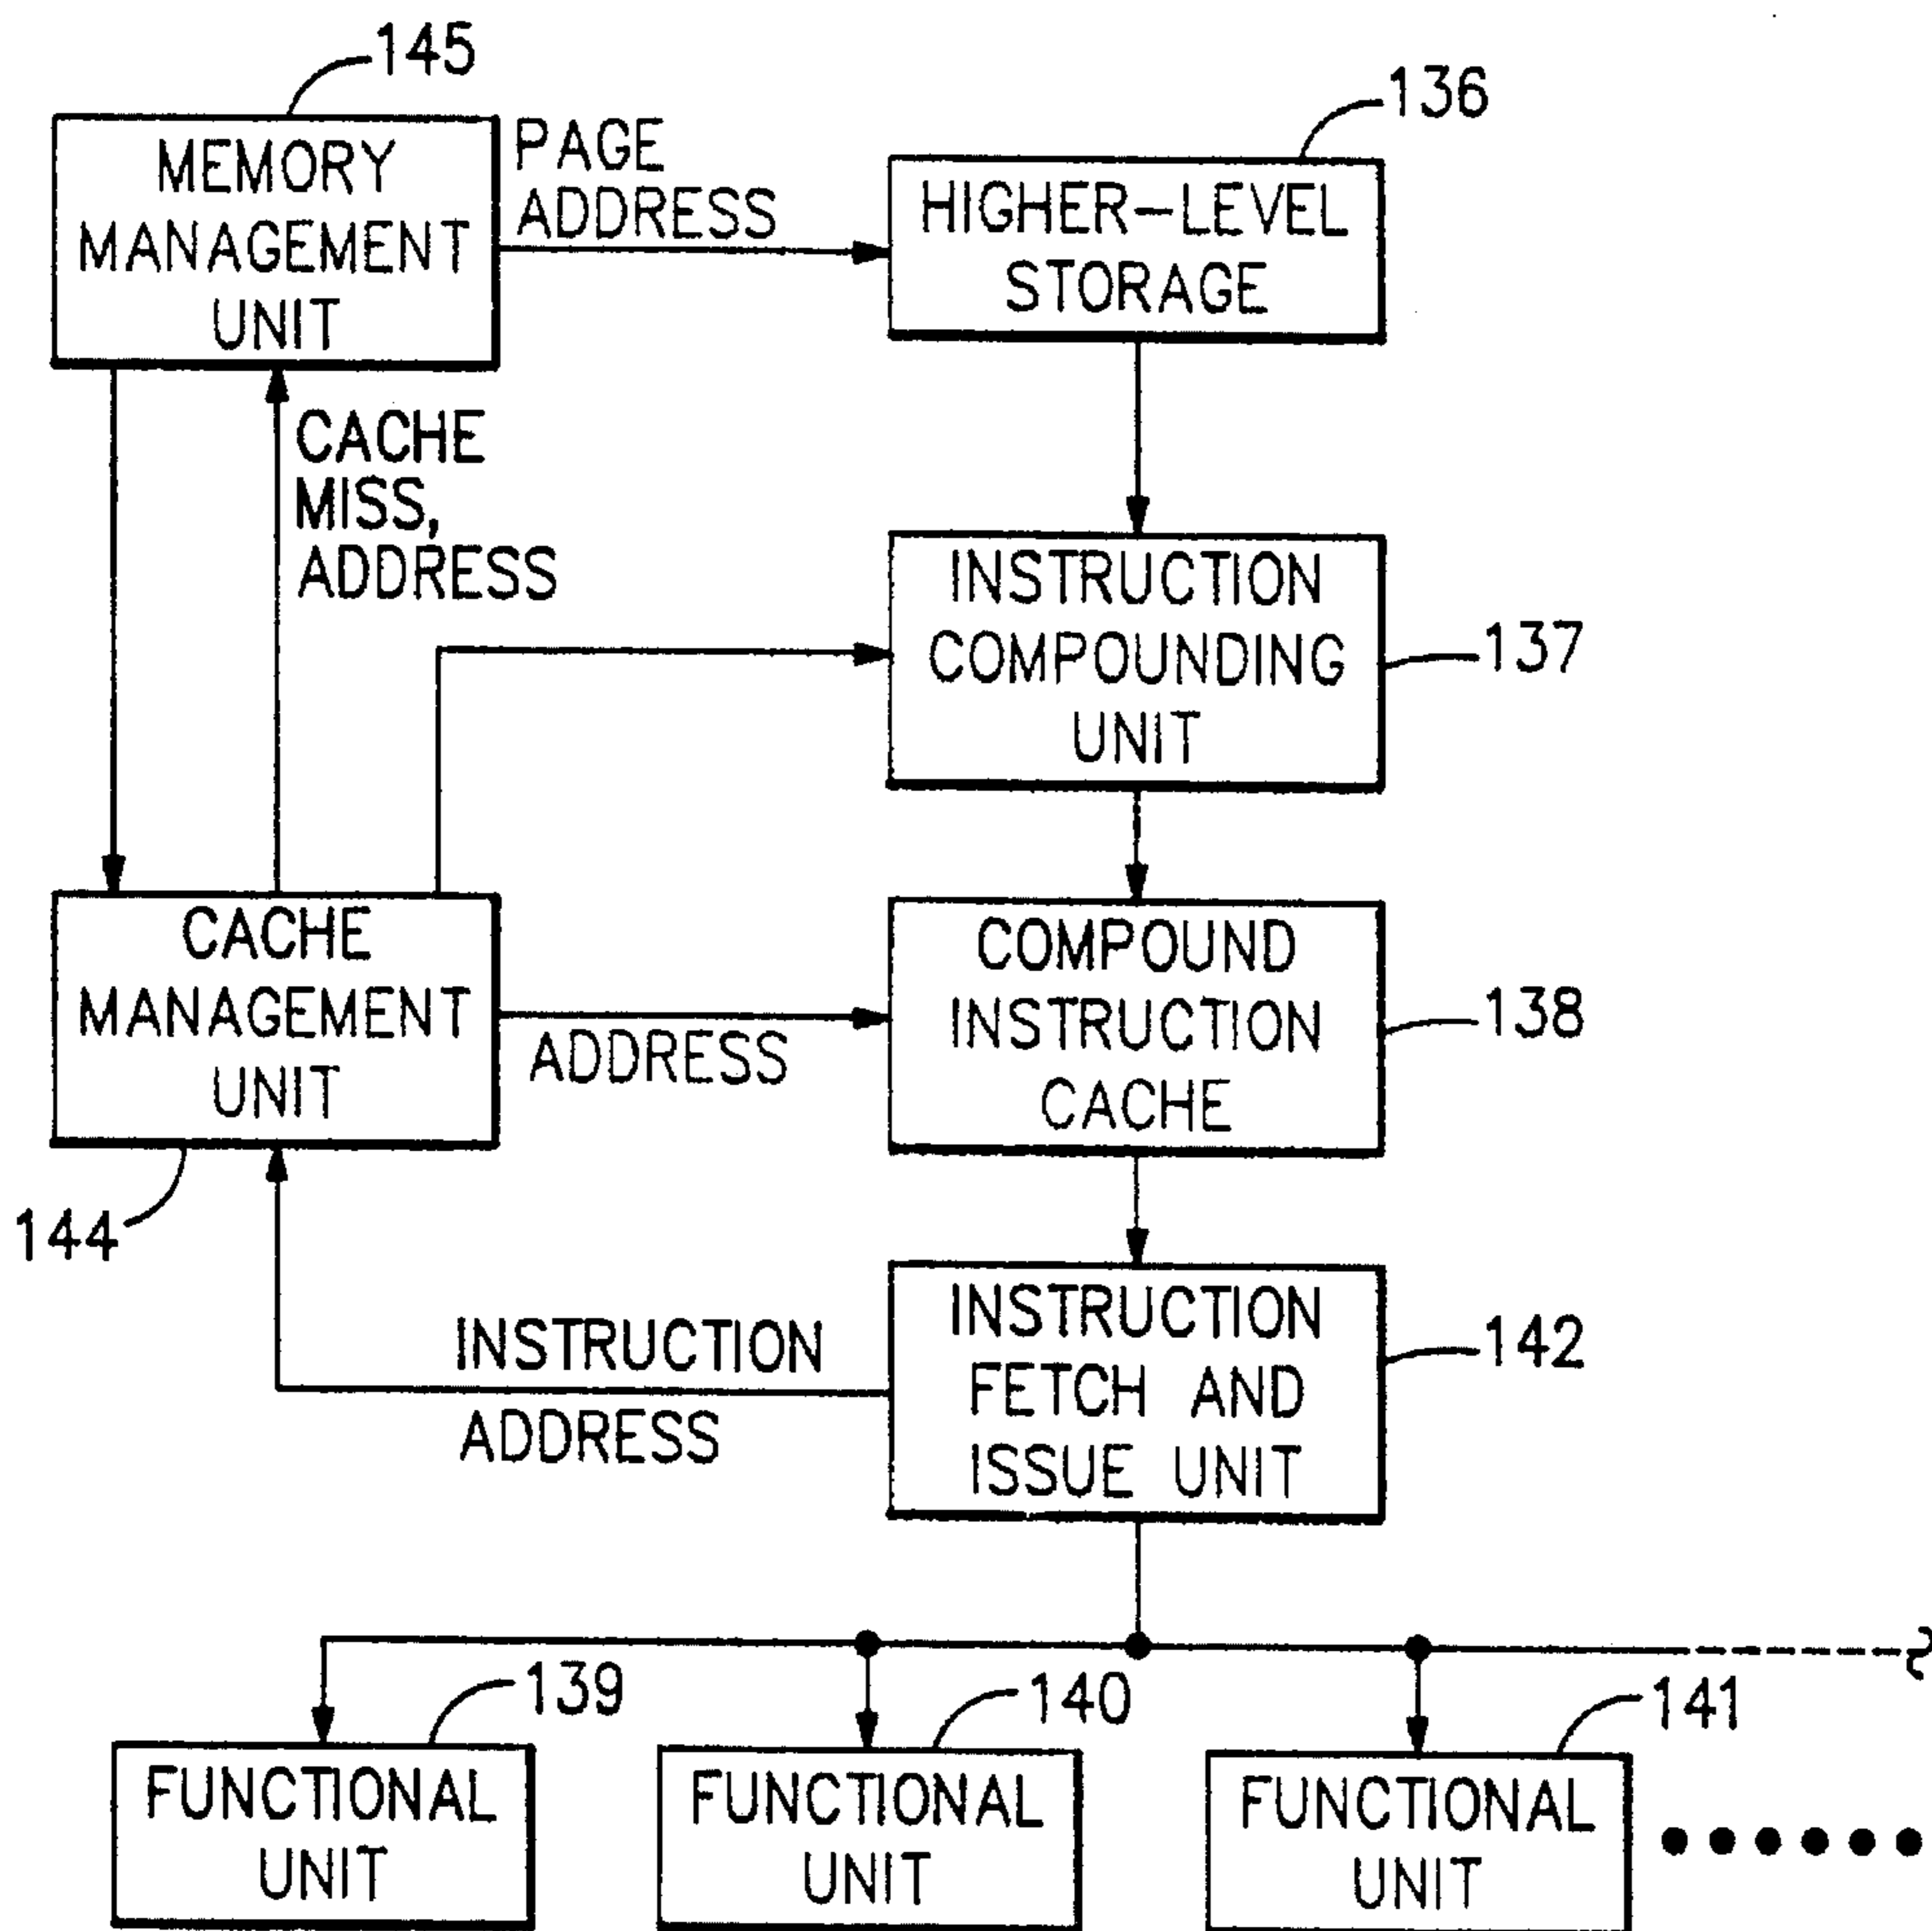 145
MEMORY
MANAGEMENT
UNIT
PAGE
ADDRESS
136
HIGHER-LEVEL
STORAGE
CACHE
MISS,
ADDRESS
INSTRUCTION
COMPOUNDING
UNIT
137
CACHE
MANAGEMENT
UNIT
144
ADDRESS
COMPOUND
INSTRUCTION
CACHE
138
INSTRUCTION
ADDRESS
INSTRUCTION
FETCH AND
ISSUE UNIT
142
139
FUNCTIONAL
UNIT
140
FUNCTIONAL
UNIT
141
FUNCTIONAL
UNIT